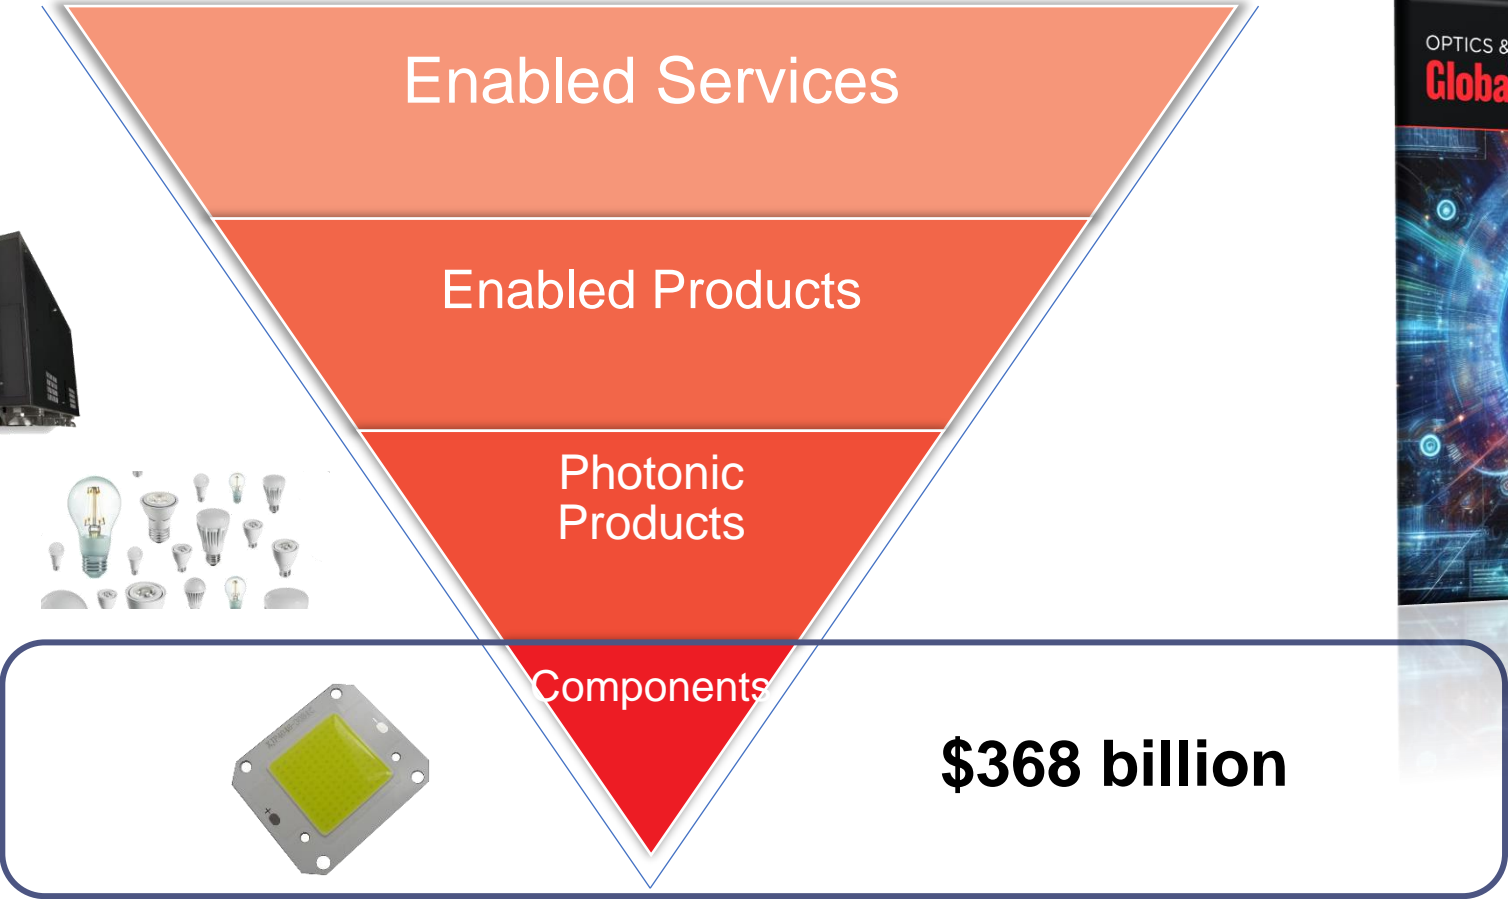 Enabled Services
OPTICS &
Globa
Enabled Products
Photonic
Products
Components
$368 billion